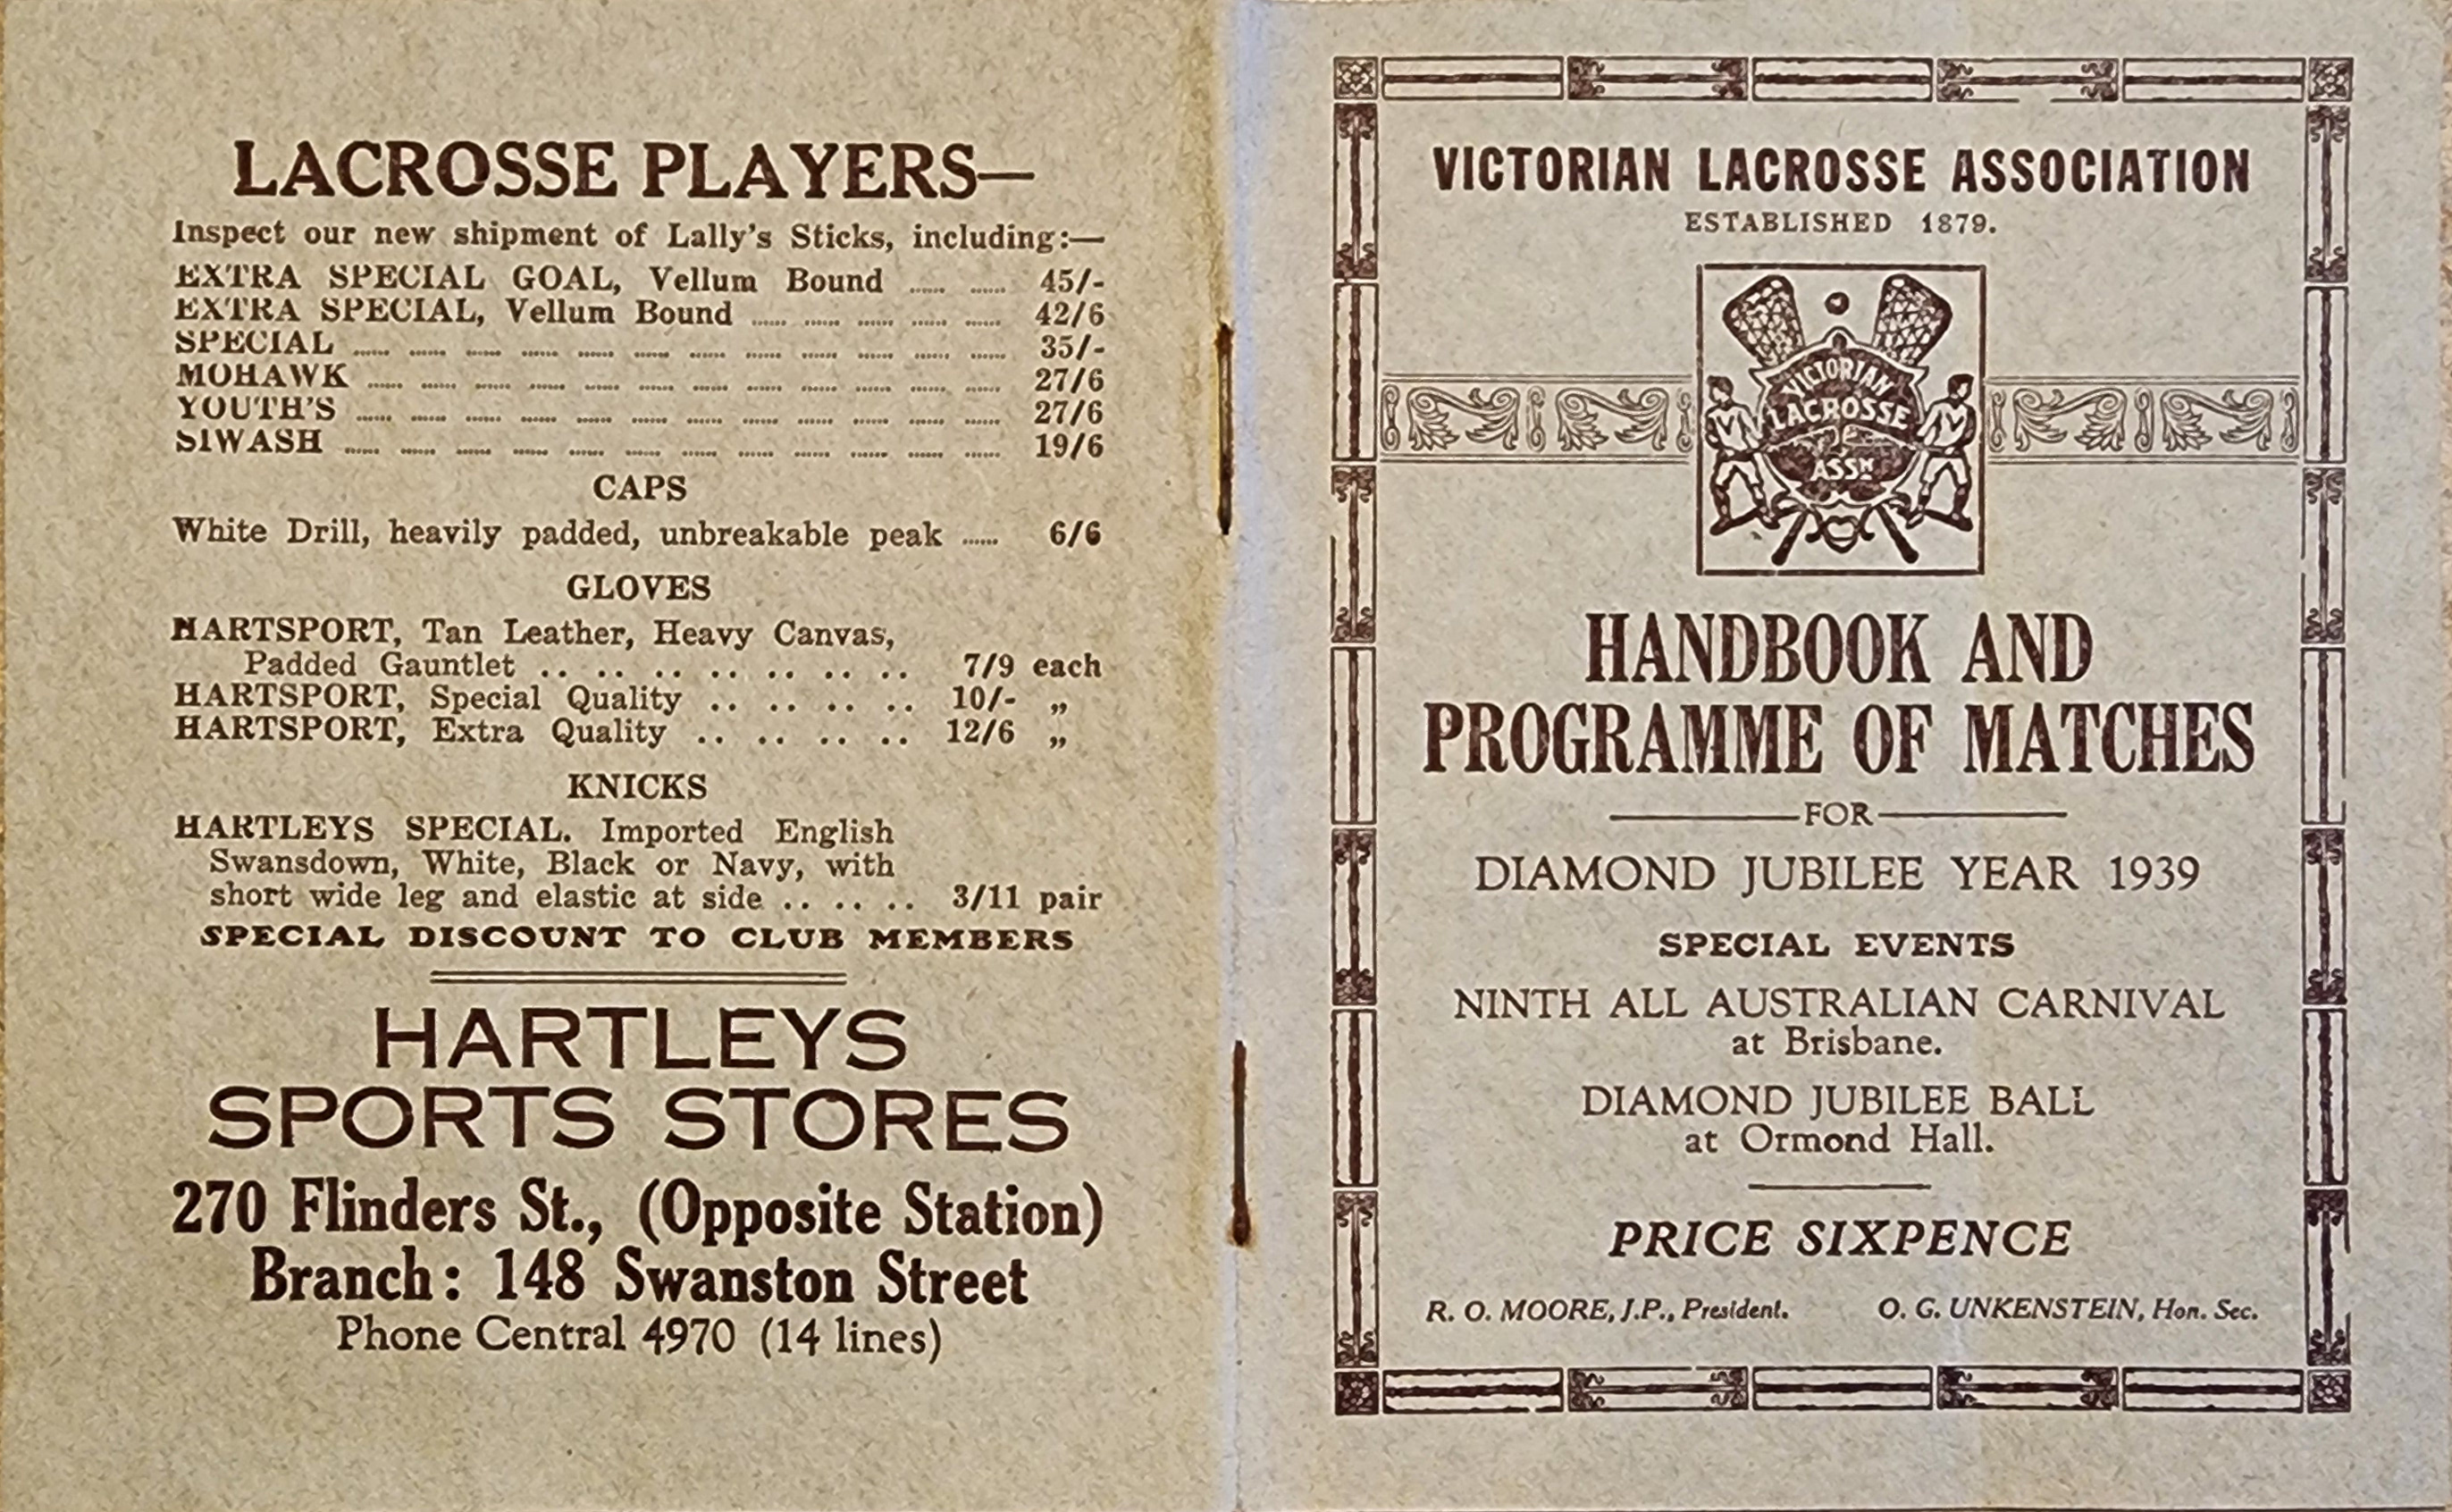 LACROSSE PLAYERS—
Inspect our new shipment of Lally's Sticks, including:—
EXTRA SPECIAL GOAL, Vellum Bound ...... ...... 45/-
EXTRA SPECIAL, Vellum Bound ...... ...... ...... ...... ...... 42/6
SPECIAL ...... ...... ...... ...... ...... ...... ...... ...... ...... ...... ...... ...... 35/-
MOHAWK ...... ...... ...... ...... ...... ...... ...... ...... ...... ...... ...... ...... 27/6
YOUTH'S ...... ...... ...... ...... ...... ...... ...... ...... ...... ...... ...... ...... 27/6
SIWASH ...... ...... ...... ...... ...... ...... ...... ...... ...... ...... ...... ...... 19/6
CAPS
White Drill, heavily padded, unbreakable peak ...... 6/6
GLOVES
HARTSPORT, Tan Leather, Heavy Canvas,
Padded Gauntlet .. .. .. .. .. .. .. .. .. 7/9 each
HARTSPORT, Special Quality .. .. .. .. .. 10/- „
HARTSPORT, Extra Quality .. .. .. .. 12/6 „
KNICKS
HARTLEYS SPECIAL. Imported English
Swansdown, White, Black or Navy, with
short wide leg and elastic at side .. .. .. 3/11 pair
SPECIAL DISCOUNT TO CLUB MEMBERS
HARTLEYS
SPORTS STORES
270 Flinders St., (Opposite Station)
Branch: 148 Swanston Street
Phone Central 4970 (14 lines)
VICTORIAN LACROSSE ASSOCIATION
ESTABLISHED 1879.
VICTORIAN
LACROSSE
ASSN
HANDBOOK AND
PROGRAMME OF MATCHES
FOR
DIAMOND JUBILEE YEAR 1939
SPECIAL EVENTS
NINTH ALL AUSTRALIAN CARNIVAL
at Brisbane.
DIAMOND JUBILEE BALL
at Ormond Hall.
PRICE SIXPENCE
R. O. MOORE, J.P., President. O. G. UNKENSTEIN, Hon. Sec.